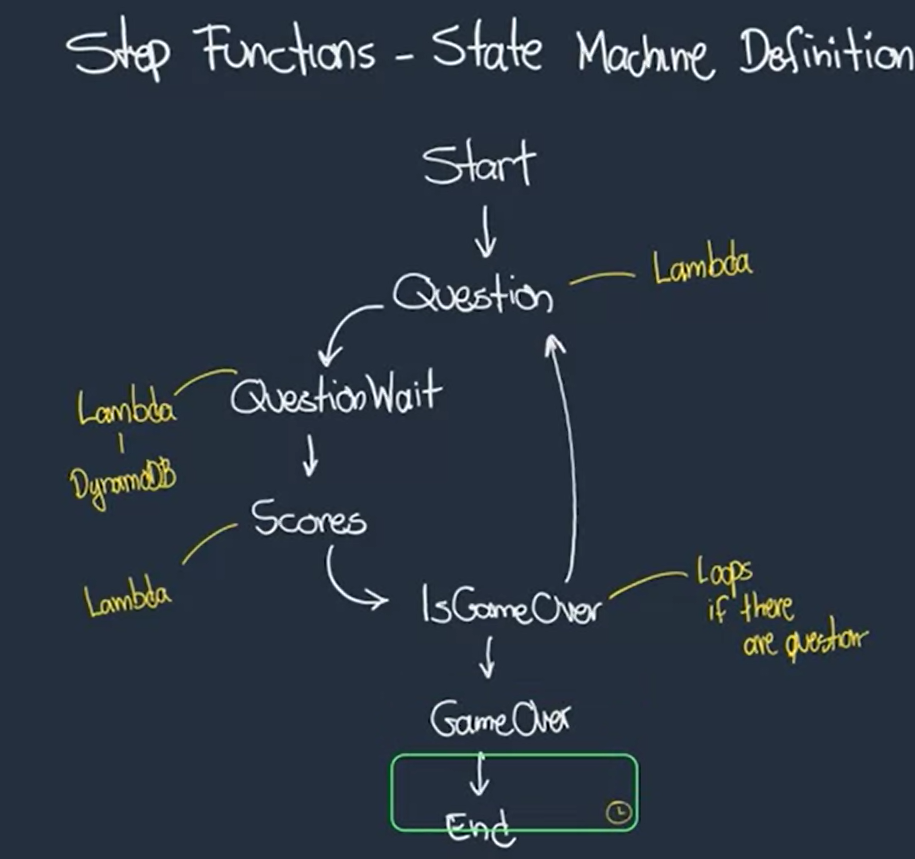 Step Functions - State Machine Definition
Start
Question
Lambda
QuestionWait
Lambda
DynamoDB
Scores
Lambda
IsGameOver
Loops
if there
are question
GameOver
End